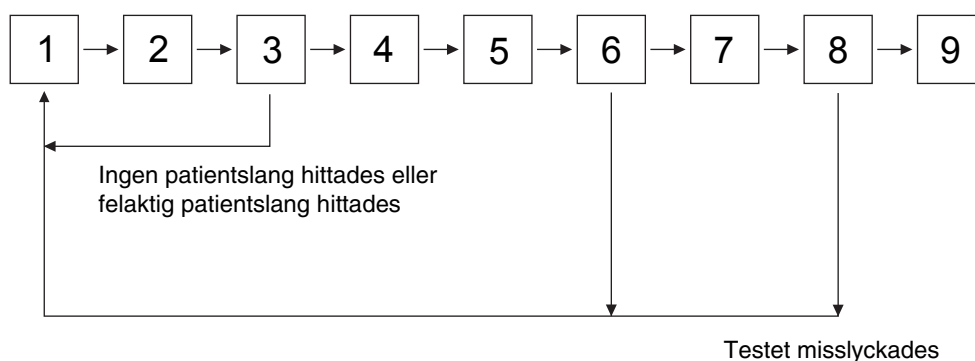 1 2 3 4 5 6 7 8 9
Ingen patientslang hittades eller
felaktig patientslang hittades
Testet misslyckades